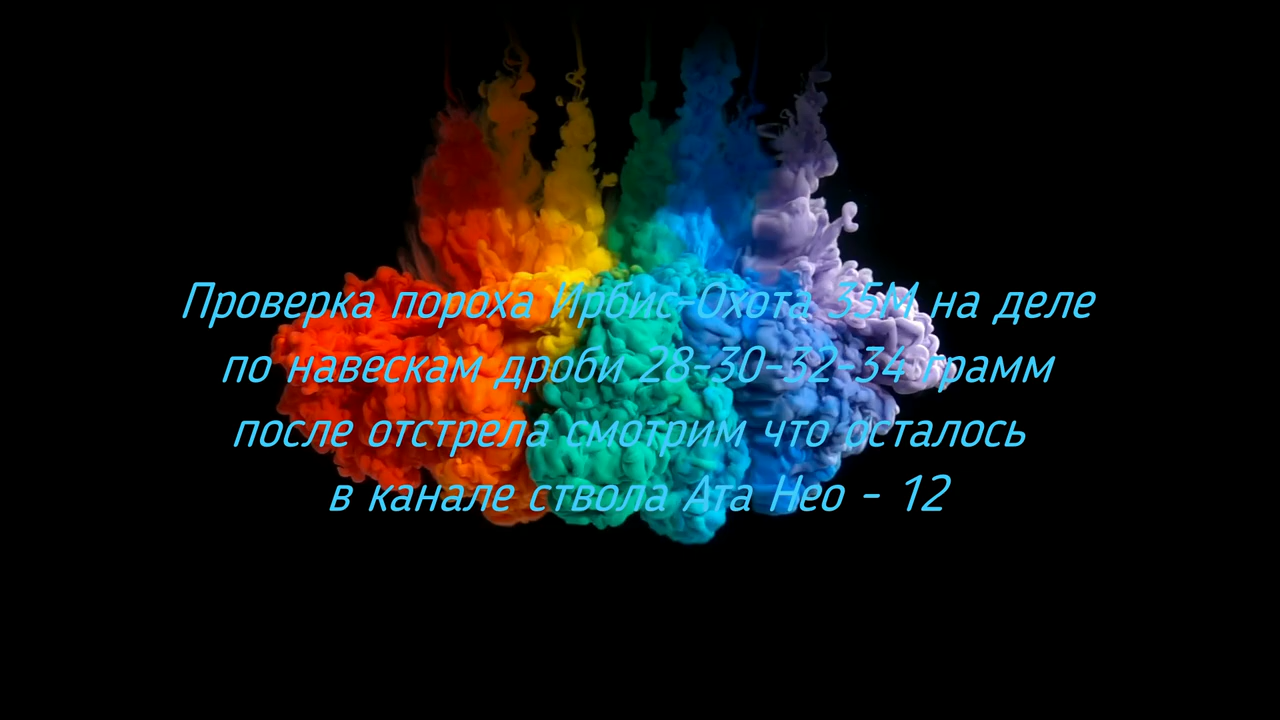 Проверка пороха Ирбис-Охота 35М на деле
по навескам дроби 28-30-32-34 грамм
после отстрела смотрим что осталось
в канале ствола Ата Нео - 12